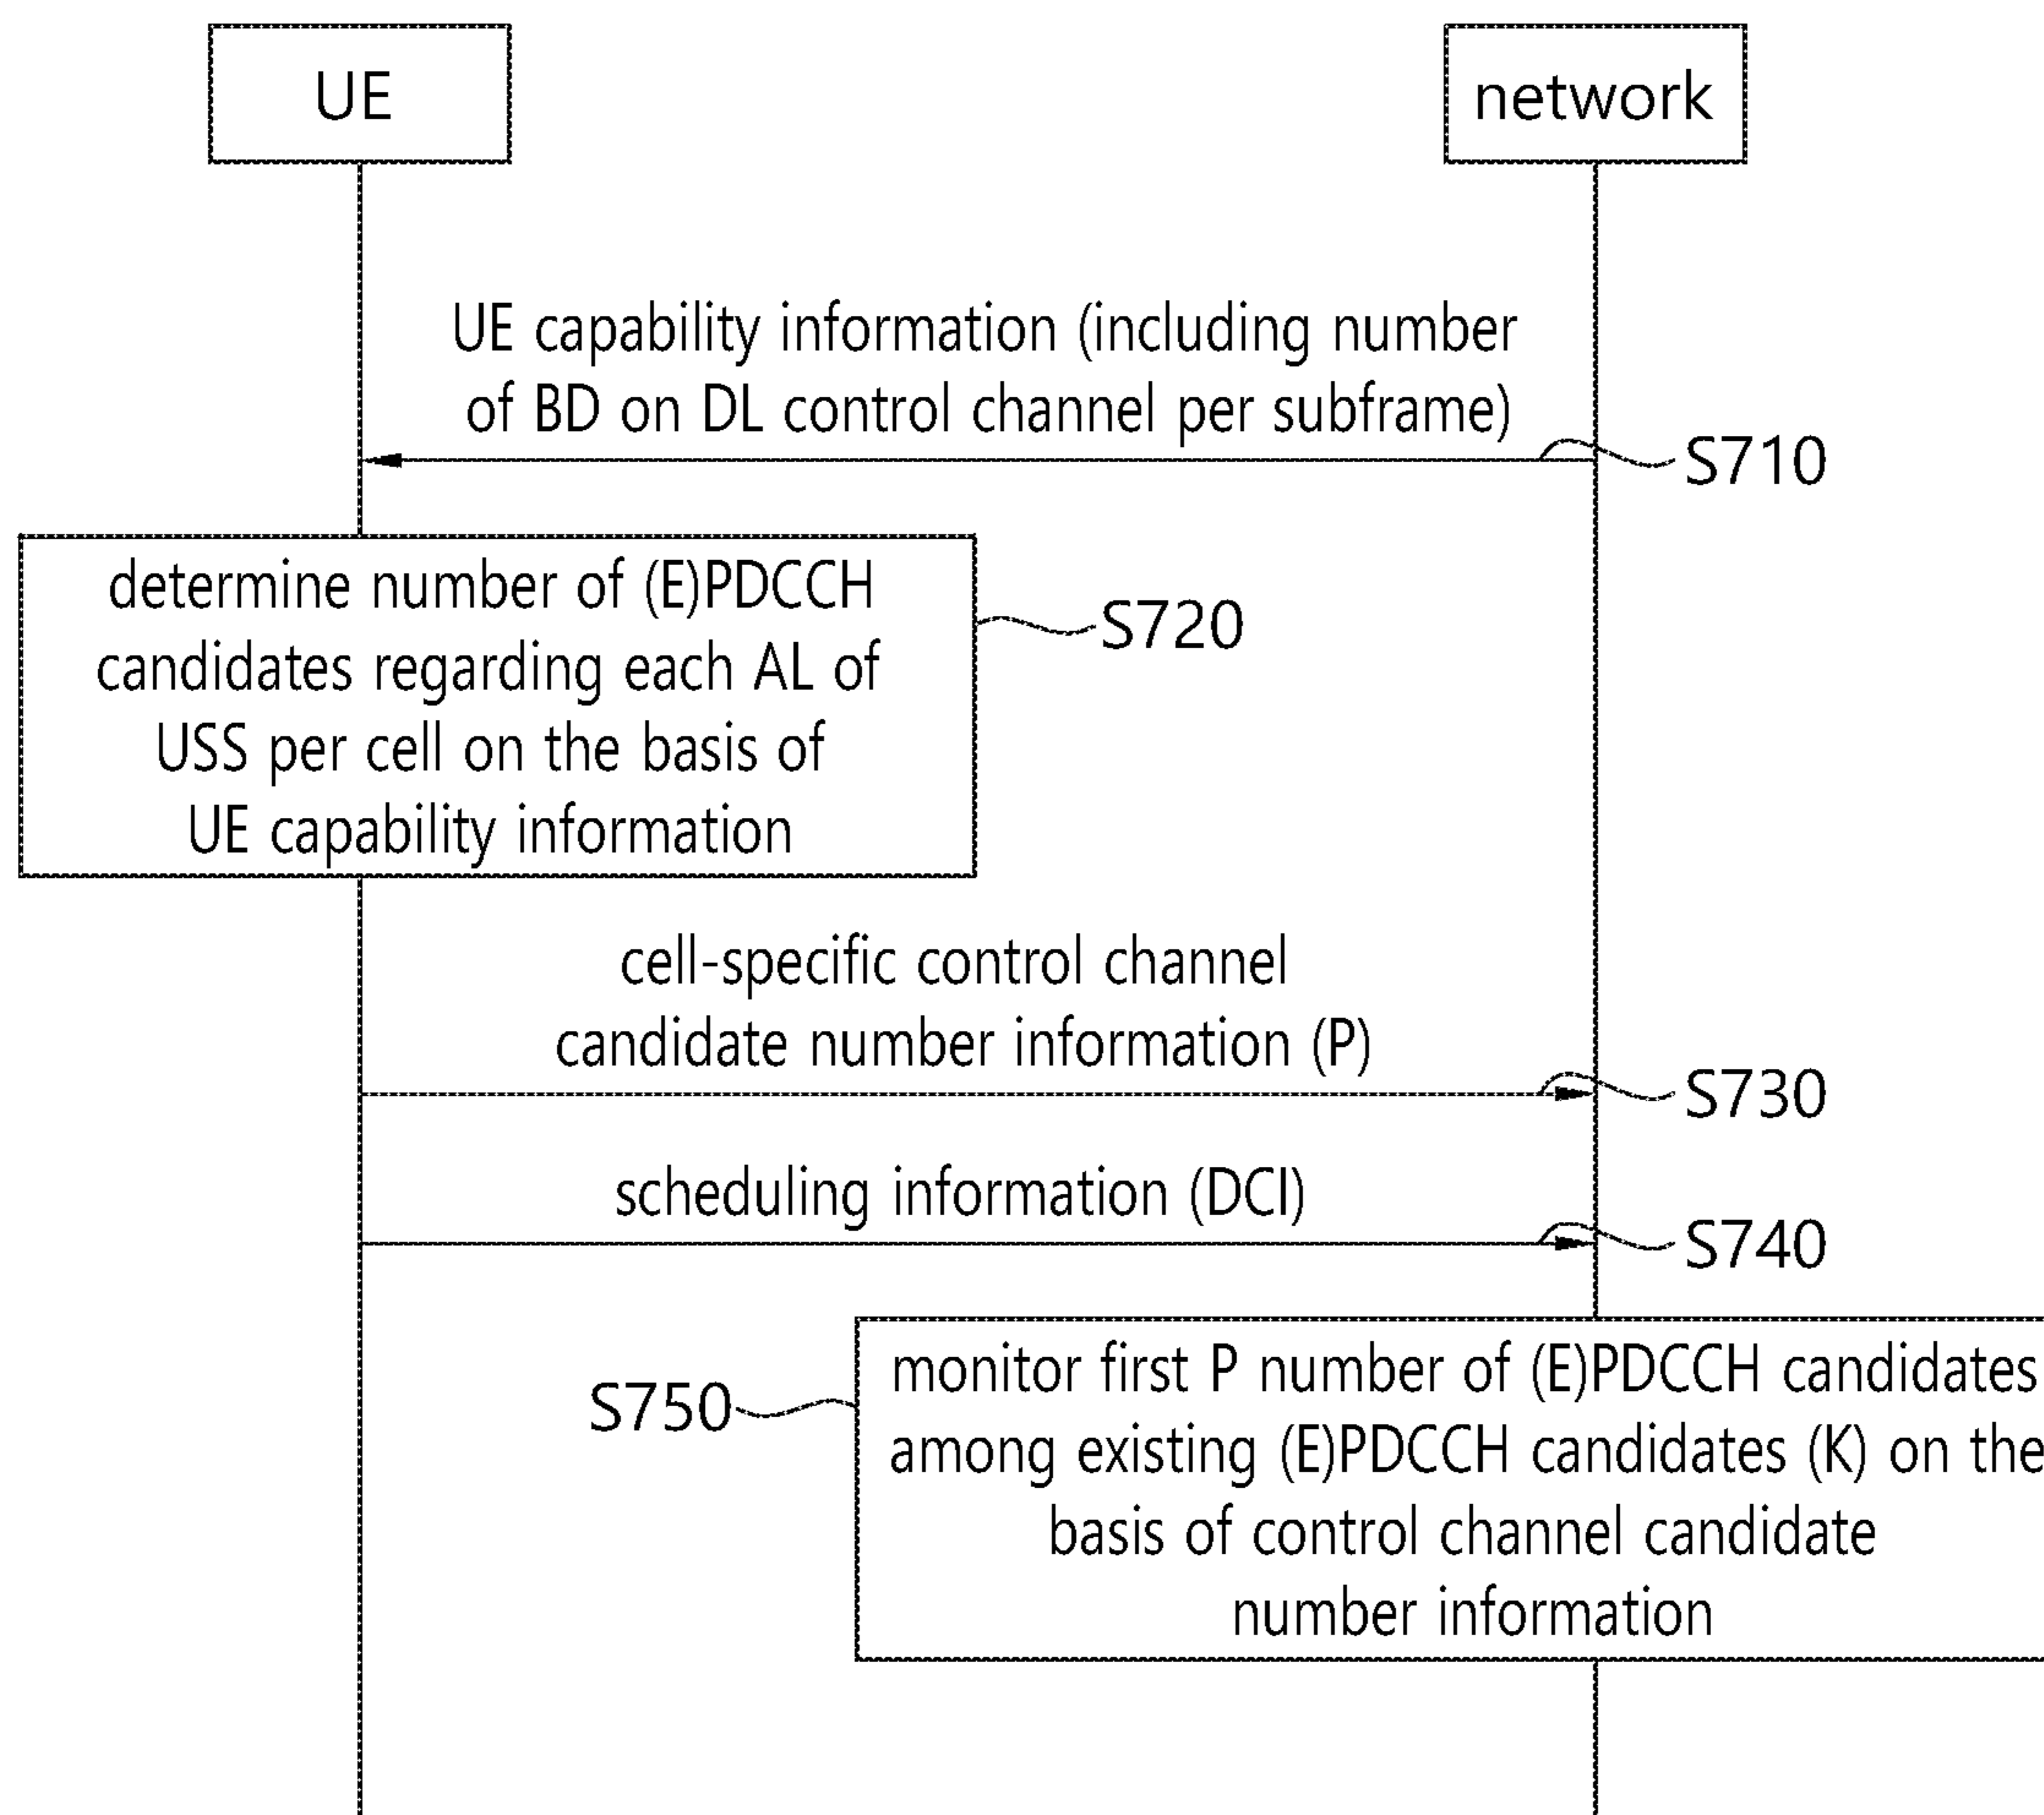 UE
network
UE capability information (including number
of BD on DL control channel per subframe)
S710
determine number of (E)PDCCH
candidates regarding each AL of
USS per cell on the basis of
UE capability information
S720
cell-specific control channel
candidate number information (P)
S730
scheduling information (DCI)
S740
S750
monitor first P number of (E)PDCCH candidates
among existing (E)PDCCH candidates (K) on the
basis of control channel candidate
number information